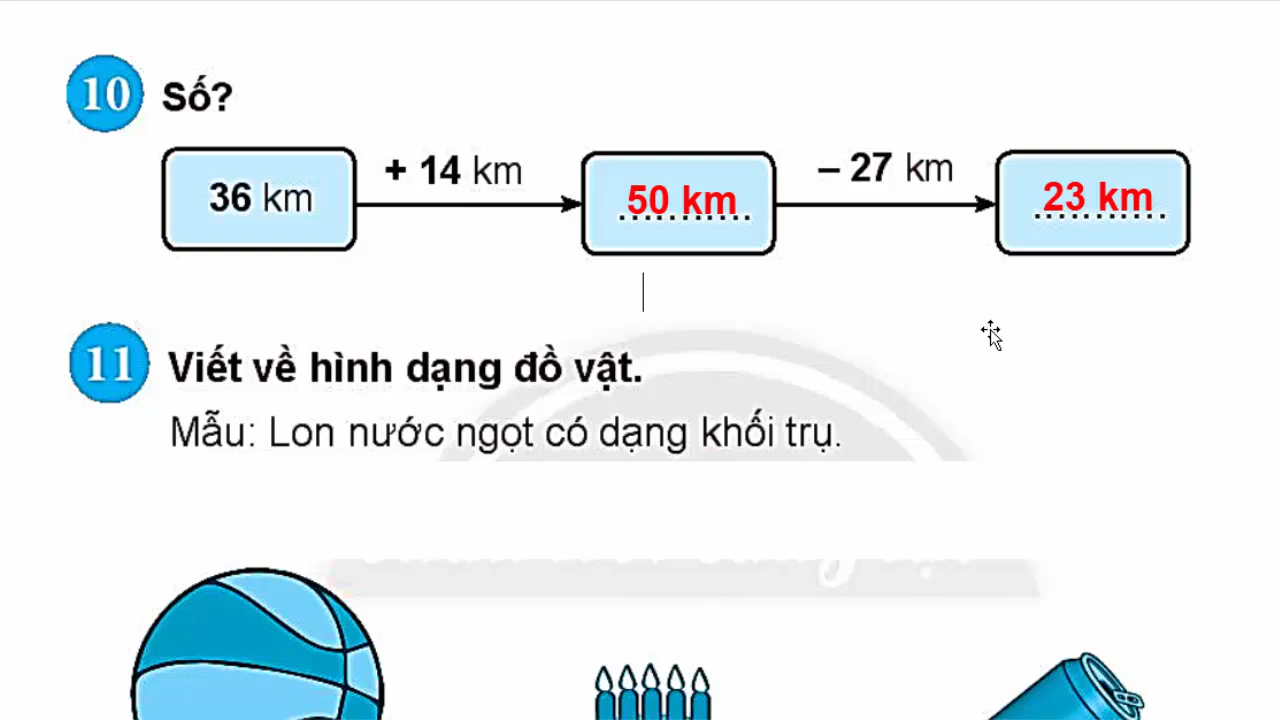 10 Số?
36 km + 14 km 50 km – 27 km 23 km
11 Viết về hình dạng đồ vật.
Mẫu: Lon nước ngọt có dạng khối trụ.